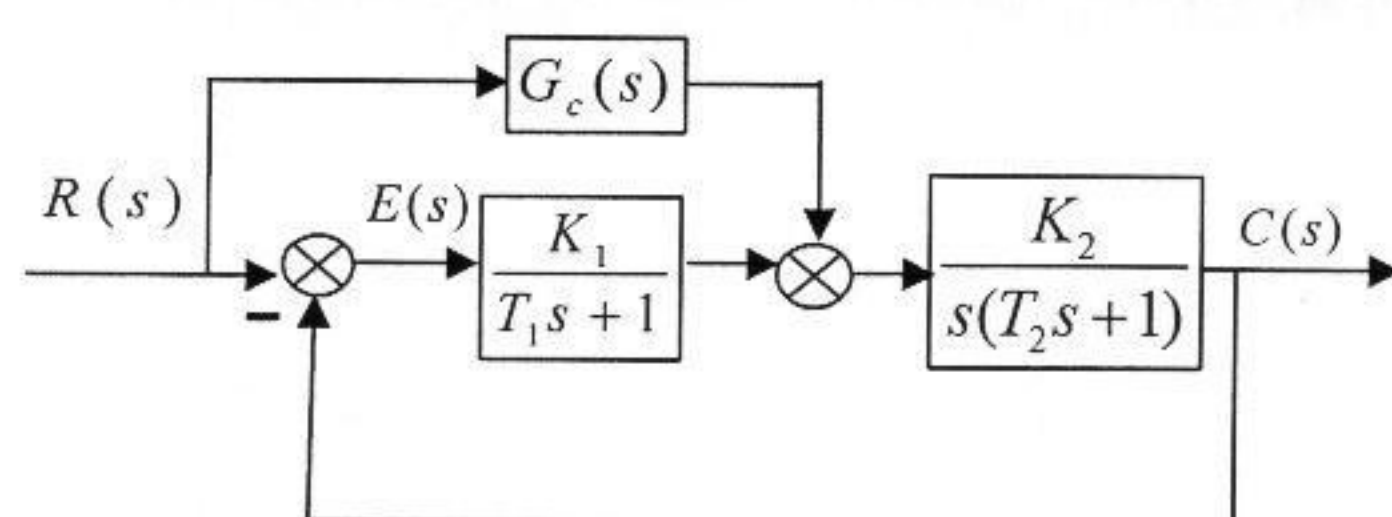 G_c(s)
R(s)
E(s)
K_1
T_1s+1
K_2
s(T_2s+1)
C(s)
−